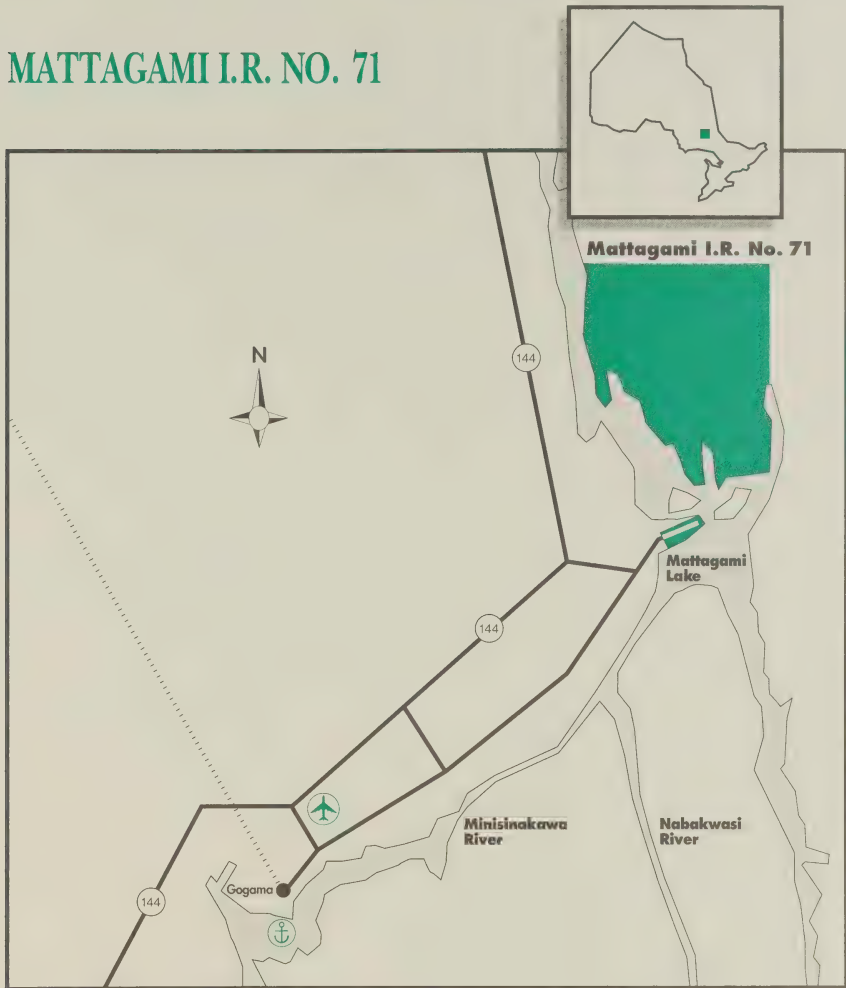 MATTAGAMI I.R. NO. 71
Mattagami I.R. No. 71
N
144
Mattagami
Lake
144
Minisinakawa
River
Nabakwasi
River
Gogama
144